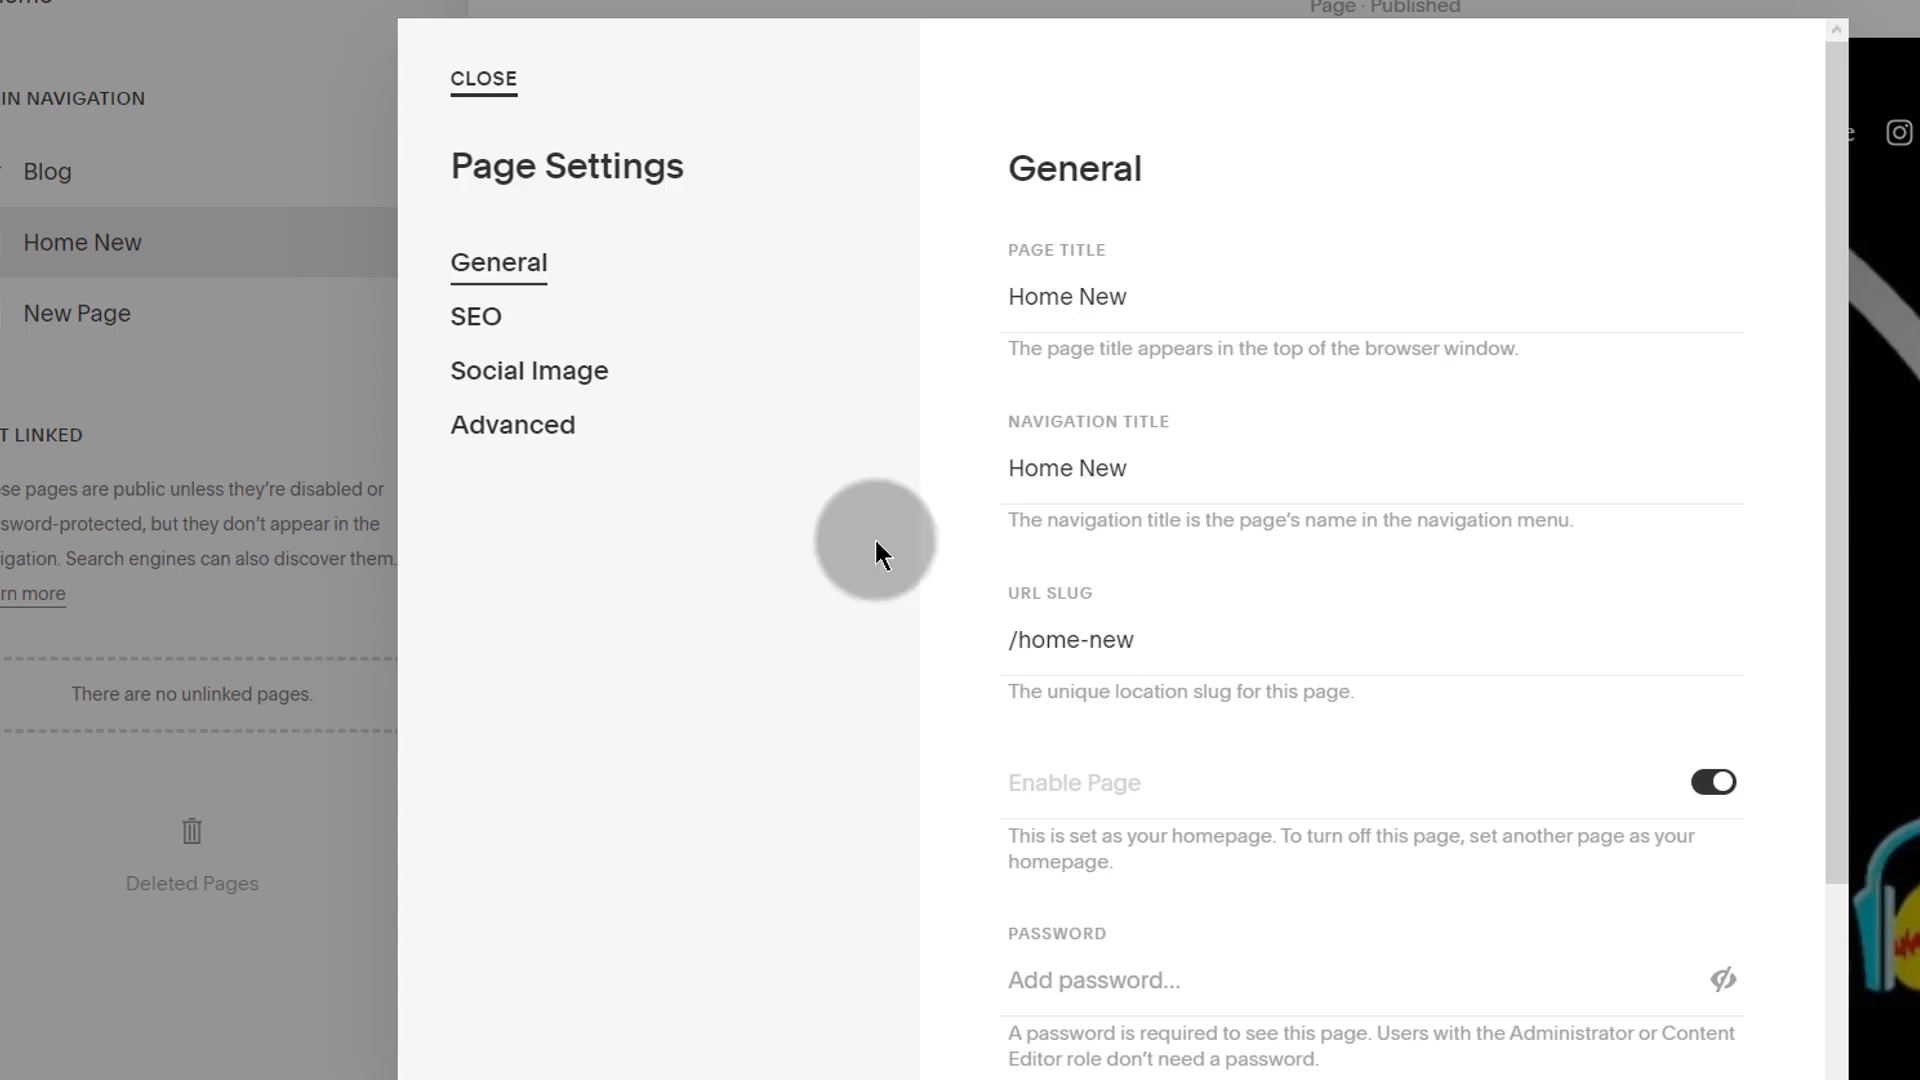 Page · Published
CLOSE
IN NAVIGATION
Blog
Home New
New Page
T LINKED
ese pages are public unless they’re disabled or
sword-protected, but they don’t appear in the
igation. Search engines can also discover them.
rn more
There are no unlinked pages.
Deleted Pages
Page Settings
General
SEO
Social Image
Advanced
General
PAGE TITLE
Home New
The page title appears in the top of the browser window.
NAVIGATION TITLE
Home New
The navigation title is the page’s name in the navigation menu.
URL SLUG
/home-new
The unique location slug for this page.
Enable Page
This is set as your homepage. To turn off this page, set another page as your
homepage.
PASSWORD
Add password...
A password is required to see this page. Users with the Administrator or Content
Editor role don’t need a password.